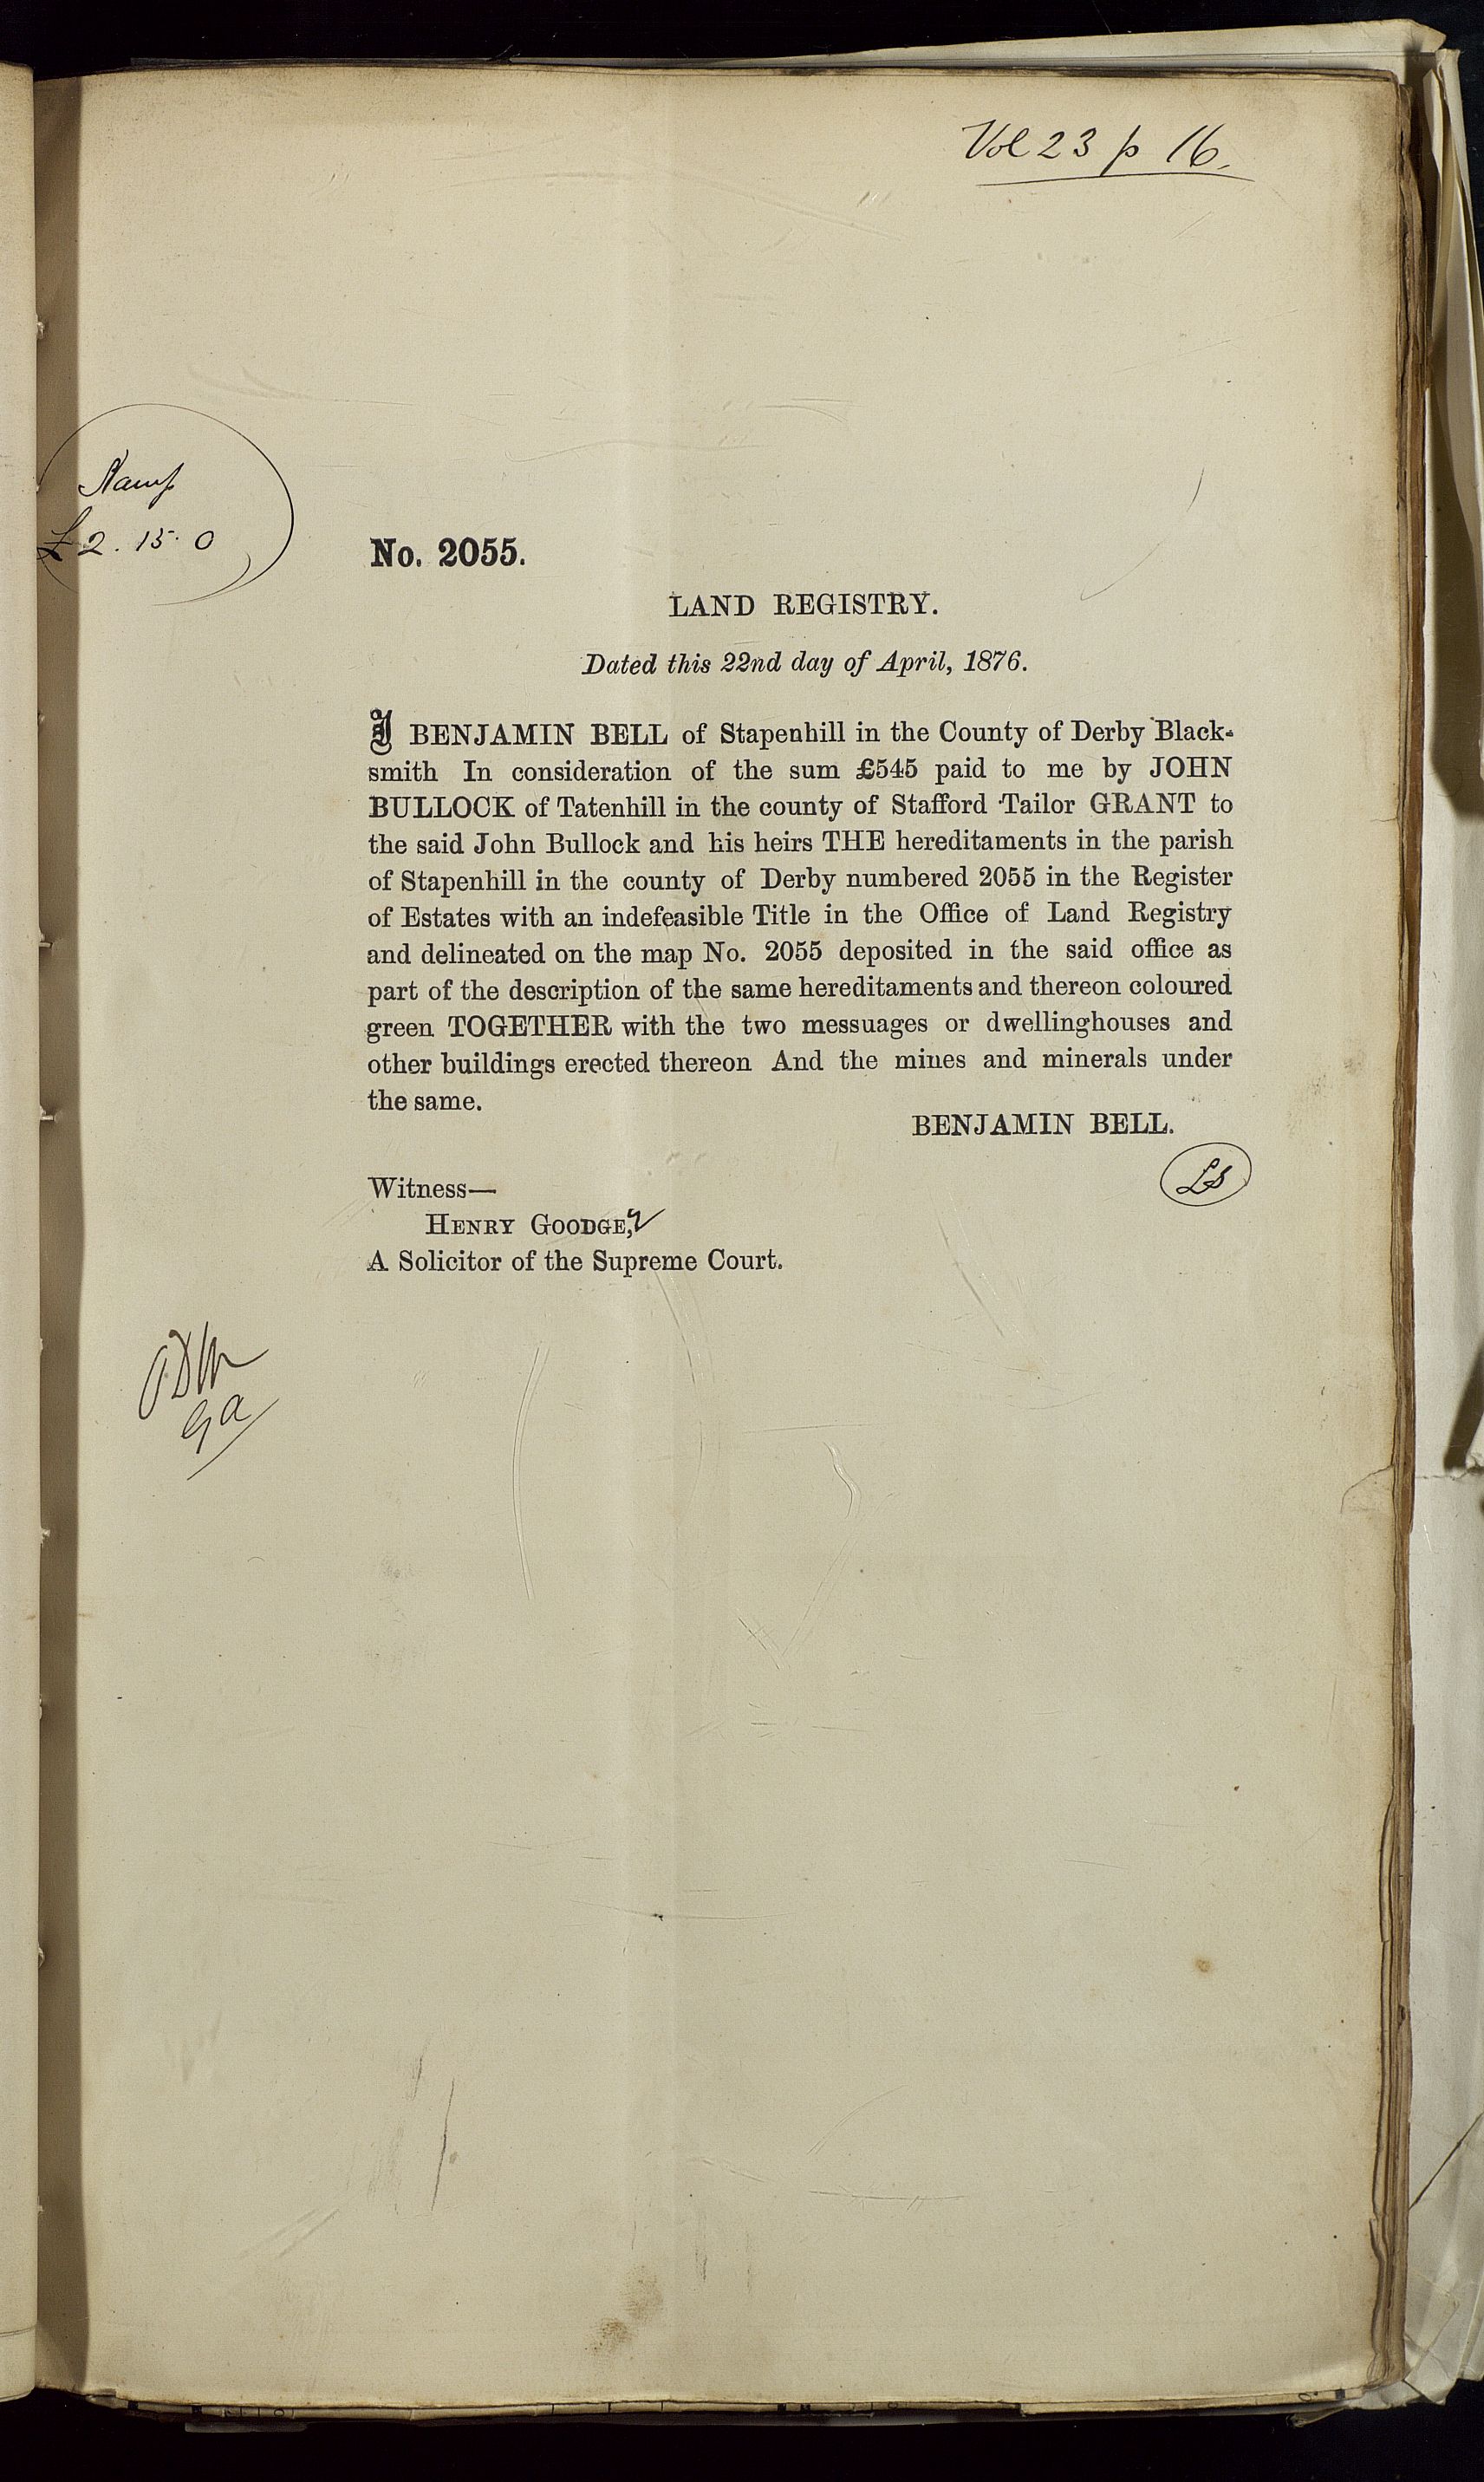 Vol 23 p 16.
Stamp
£2. 15. 0
No. 2055.
LAND REGISTRY.
Dated this 22nd day of April, 1876.
I BENJAMIN BELL of Stapenhill in the County of Derby Black-
smith In consideration of the sum £545 paid to me by JOHN
BULLOCK of Tatenhill in the county of Stafford Tailor GRANT to
the said John Bullock and his heirs THE hereditaments in the parish
of Stapenhill in the county of Derby numbered 2055 in the Register
of Estates with an indefeasible Title in the Office of Land Registry
and delineated on the map No. 2055 deposited in the said office as
part of the description of the same hereditaments and thereon coloured
green TOGETHER with the two messuages or dwellinghouses and
other buildings erected thereon And the mines and minerals under
the same.
BENJAMIN BELL.
LS
Witness—
HENRY GOODGE,
A Solicitor of the Supreme Court.